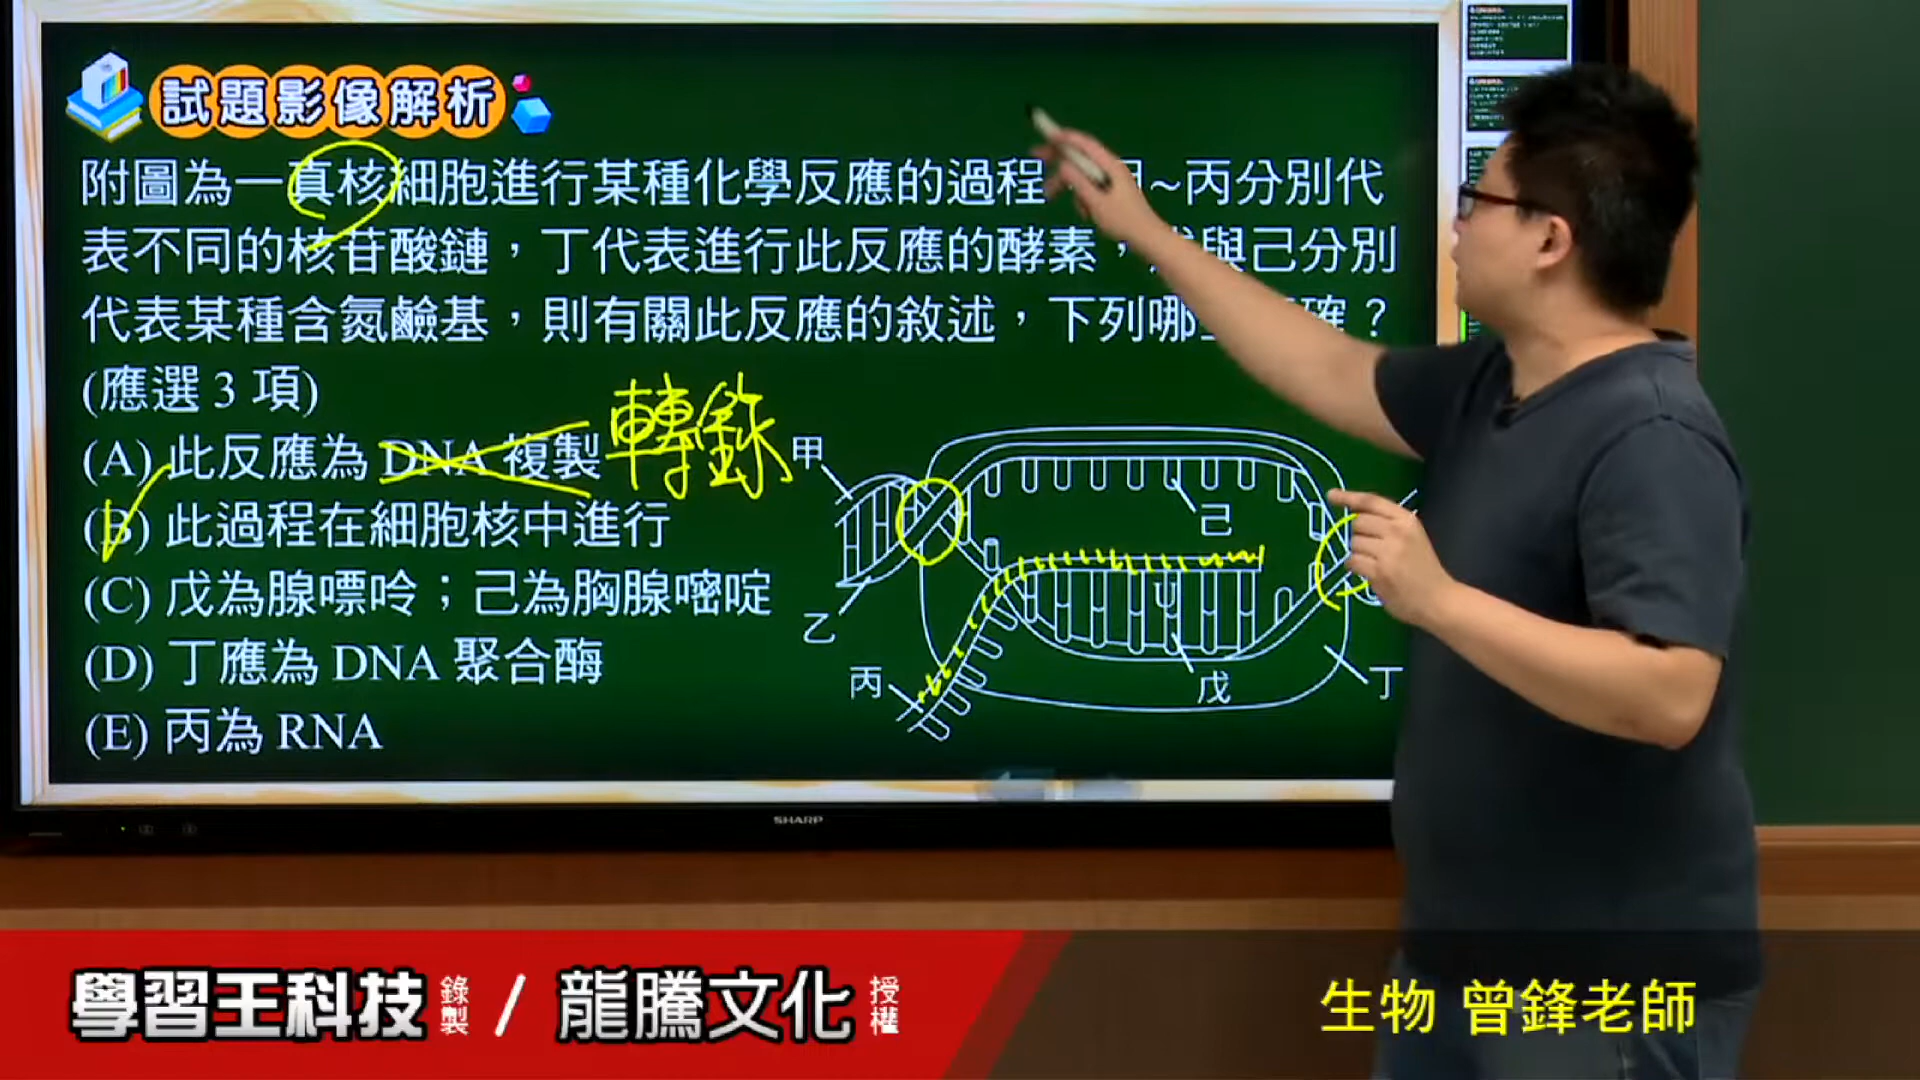 試題影像解析
附圖為一真核細胞進行某種化學反應的過程 ~丙分別代
表不同的核苷酸鏈，丁代表進行此反應的酵素， 與己分別
代表某種含氮鹼基，則有關此反應的敘述，下列哪 ？
(應選 3 項)
(A) 此反應為 DNA 複製 轉錄
(B) 此過程在細胞核中進行
(C) 戊為腺嘌呤；己為胸腺嘧啶
(D) 丁應為 DNA 聚合酶
(E) 丙為 RNA
甲
己
乙
丙
戊
丁
SHARP
學習王科技 錄製 / 龍騰文化 授權
生物 曾鋒老師